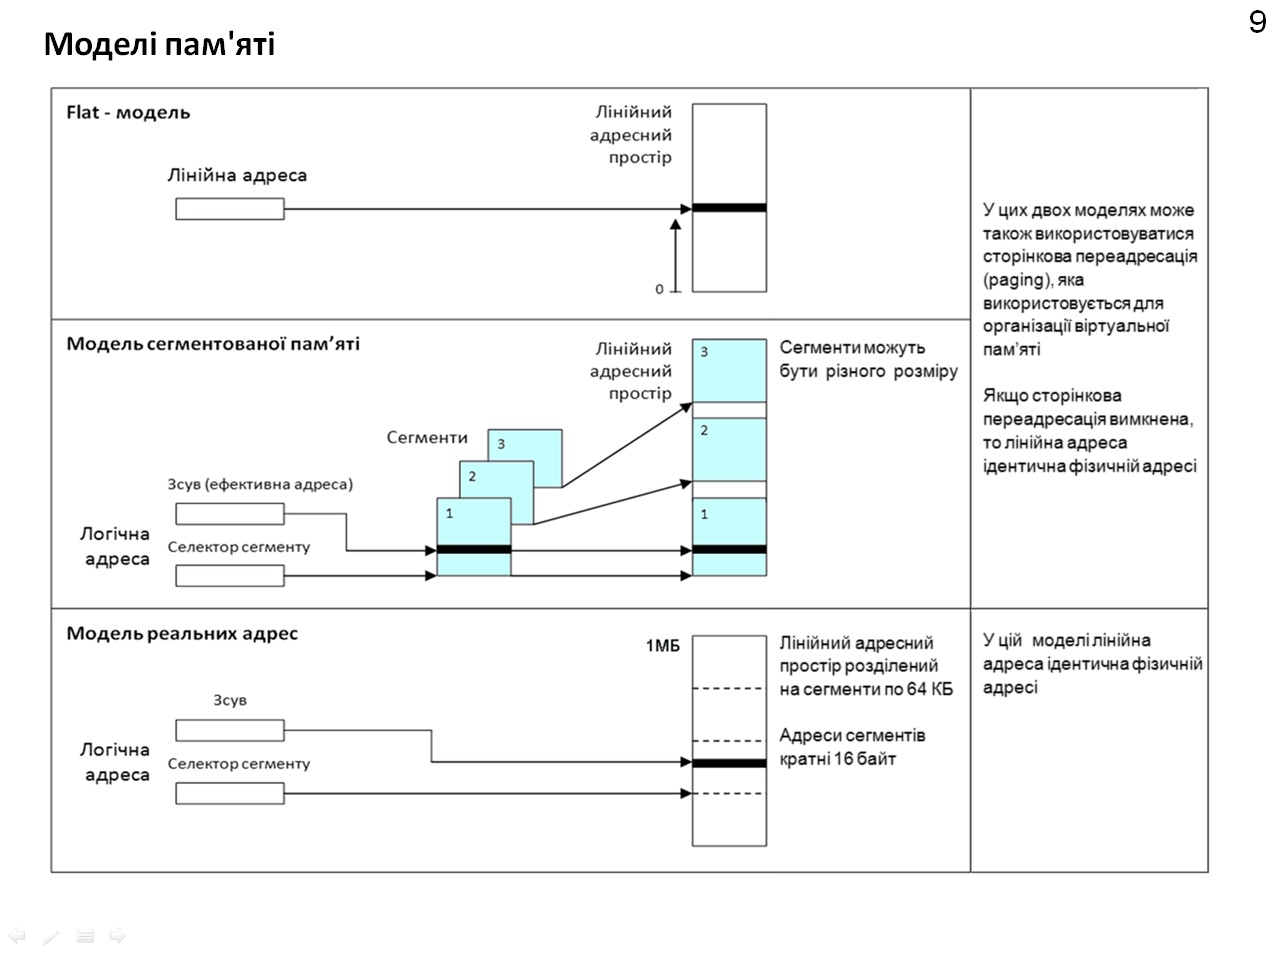 9
Моделі пам'яті
Flat - модель
Лінійний
адресний
простір
Лінійна адреса
0
У цих двох моделях може
також використовуватися
сторінкова переадресація
(paging), яка
використовується для
організації віртуальної
пам’яті
Якщо сторінкова
переадресація вимкнена,
то лінійна адреса
ідентична фізичній адресі
Модель сегментованої пам’яті
Лінійний
адресний
простір
Сегменти можуть
бути різного розміру
Сегменти
3
2
1
3
2
1
Зсув (ефективна адреса)
Логічна
адреса
Селектор сегменту
Модель реальних адрес
1МБ
Лінійний адресний
простір розділений
на сегменти по 64 КБ
Адреси сегментів
кратні 16 байт
Зсув
Логічна
адреса
Селектор сегменту
У цій моделі лінійна
адреса ідентична фізичній
адресі